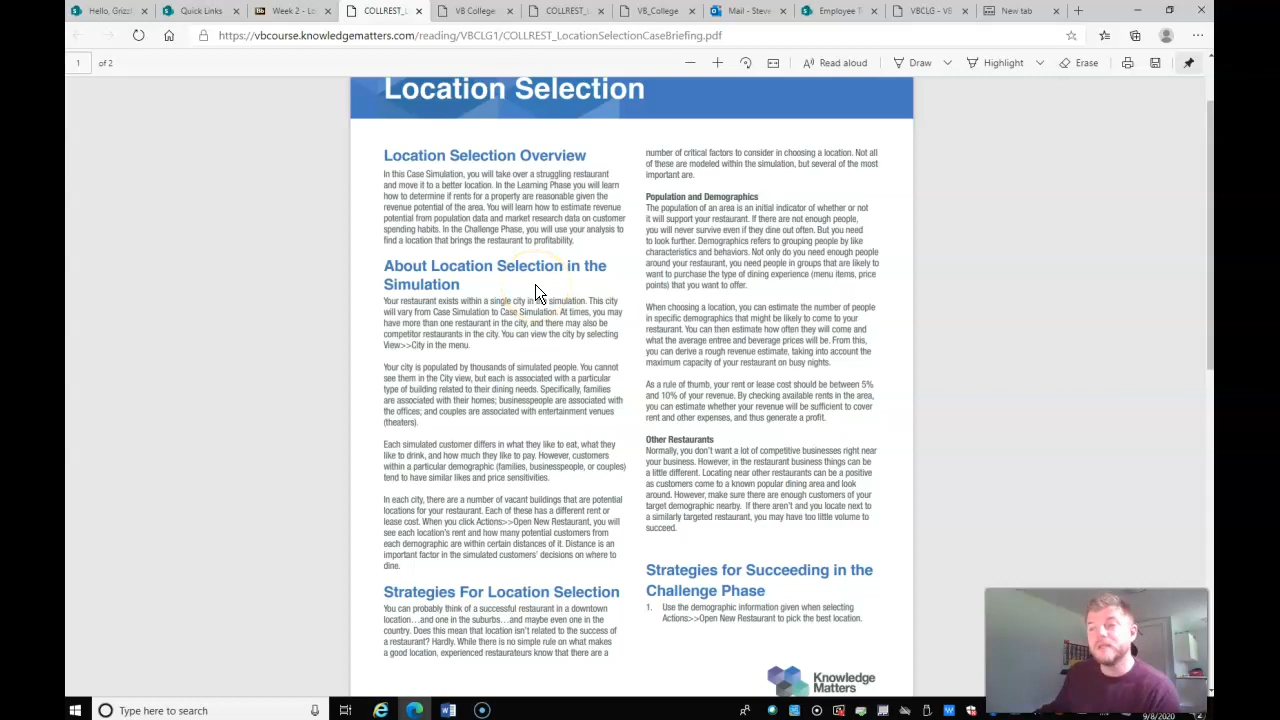 Hello, Grizzl
Quick Links
Week 2 - L
COLLREST_L
VB College
COLLREST_
VB_College
Mail - Steve
Employee T
VBCLG - V
New tab
https://vbcourse.knowledgematters.com/reading/VBCLG1/COLLREST_LocationSelectionCaseBriefing.pdf
1 of 2
Read aloud
Draw
Highlight
Erase
Location Selection
Location Selection Overview
In this Case Simulation, you will take over a struggling restaurant
and move it to a better location. In the Learning Phase you will learn
how to determine if rents for a property are reasonable given the
revenue potential of the area. You will learn how to estimate revenue
potential from population data and market research data on customer
spending habits. In the Challenge Phase, you will use your analysis to
find a location that brings the restaurant to profitability.
About Location Selection in the
Simulation
Your restaurant exists within a single city in the simulation. This city
will vary from Case Simulation to Case Simulation. At times, you may
have more than one restaurant in the city, and there may also be
competitor restaurants in the city. You can view the city by selecting
View>>City in the menu.
Your city is populated by thousands of simulated people. You cannot
see them in the City view, but each is associated with a particular
type of building related to their dining needs. Specifically, families
are associated with their homes; businesspeople are associated with
the offices; and couples are associated with entertainment venues
(theaters).
Each simulated customer differs in what they like to eat, what they
like to drink, and how much they like to pay. However, customers
within a particular demographic (families, businesspeople, or couples)
tend to have similar likes and price sensitivities.
In each city, there are a number of vacant buildings that are potential
locations for your restaurant. Each of these has a different rent or
lease cost. When you click Actions>>Open New Restaurant, you will
see each location's rent and how many potential customers from
each demographic are within certain distances of it. Distance is an
important factor in the simulated customers' decisions on where to
dine.
Strategies For Location Selection
You can probably think of a successful restaurant in a downtown
location…and one in the suburbs…and maybe even one in the
country. Does this mean that location isn't related to the success of
a restaurant? Hardly. While there is no simple rule on what makes
a good location, experienced restaurateurs know that there are a
number of critical factors to consider in choosing a location. Not all
of these are modeled within the simulation, but several of the most
important are.
Population and Demographics
The population of an area is an initial indicator of whether or not
it will support your restaurant. If there are not enough people,
you will never survive even if they dine out often. But you need
to look further. Demographics refers to grouping people by like
characteristics and behaviors. Not only do you need enough people
around your restaurant, you need people in groups that are likely to
want to purchase the type of dining experience (menu items, price
points) that you want to offer.
When choosing a location, you can estimate the number of people
in specific demographics that might be likely to come to your
restaurant. You can then estimate how often they will come and
what the average entree and beverage prices will be. From this,
you can derive a rough revenue estimate, taking into account the
maximum capacity of your restaurant on busy nights.
As a rule of thumb, your rent or lease cost should be between 5%
and 10% of your revenue. By checking available rents in the area,
you can estimate whether your revenue will be sufficient to cover
rent and other expenses, and thus generate a profit.
Other Restaurants
Normally, you don't want a lot of competitive businesses right near
your business. However, in the restaurant business things can be
a little different. Locating near other restaurants can be a positive
as customers come to a known popular dining area and look
around. However, make sure there are enough customers of your
target demographic nearby. If there aren't and you locate next to
a similarly targeted restaurant, you may have too little volume to
succeed.
Strategies for Succeeding in the
Challenge Phase
1. Use the demographic information given when selecting
Actions>>Open New Restaurant to pick the best location.
Knowledge
Matters
Type here to search
9/8/2020